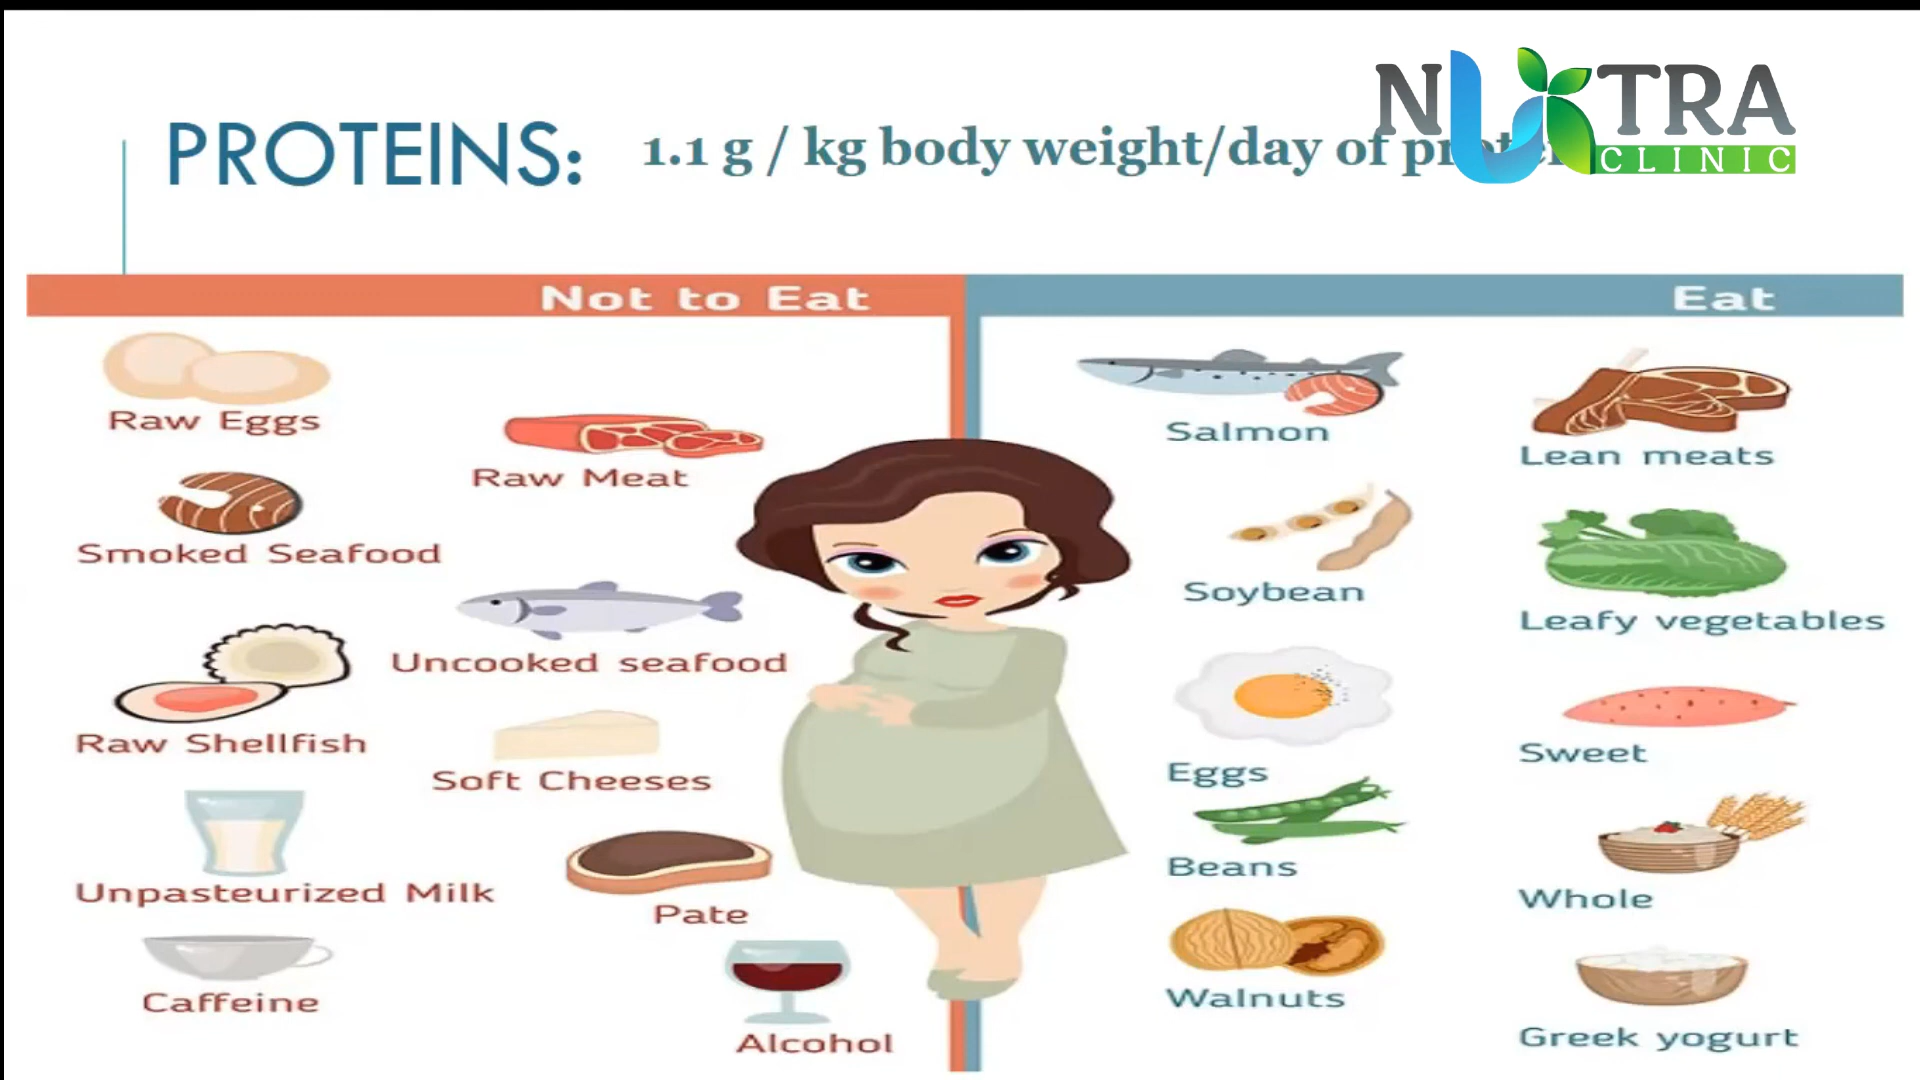 PROTEINS:
1.1 g / kg body weight/day of
NUTRA
CLINIC
Not to Eat
Eat
Raw Eggs
Raw Meat
Smoked Seafood
Uncooked seafood
Raw Shellfish
Soft Cheeses
Unpasteurized Milk
Pate
Caffeine
Alcohol
Salmon
Lean meats
Soybean
Leafy vegetables
Eggs
Sweet
Beans
Whole
Walnuts
Greek yogurt